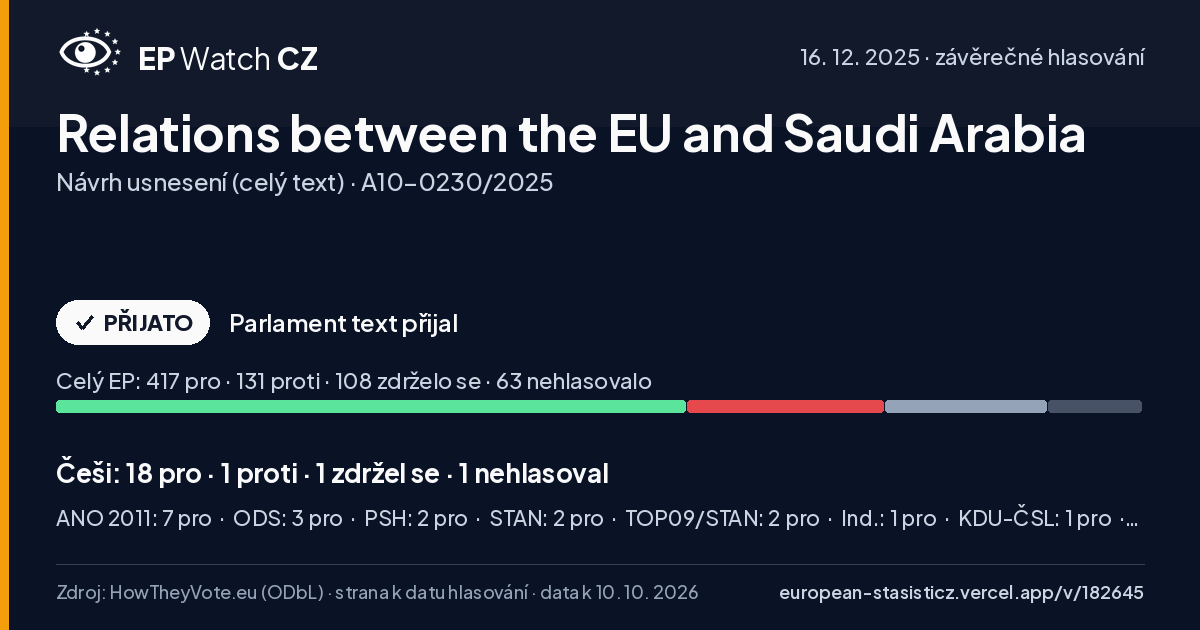 EP Watch CZ
16. 12. 2025 · závěrečné hlasování
Relations between the EU and Saudi Arabia
Návrh usnesení (celý text) · A10–0230/2025
✓ PŘIJATO
Parlament text přijal
Celý EP: 417 pro · 131 proti · 108 zdrželo se · 63 nehlasovalo
Češi: 18 pro · 1 proti · 1 zdržel se · 1 nehlasoval
ANO 2011: 7 pro · ODS: 3 pro · PSH: 2 pro · STAN: 2 pro · TOP09/STAN: 2 pro · Ind.: 1 pro · KDU-ČSL: 1 pro ·…
Zdroj: HowTheyVote.eu (ODbL) · strana k datu hlasování · data k 10. 10. 2026
european-stasisticz.vercel.app/v/182645